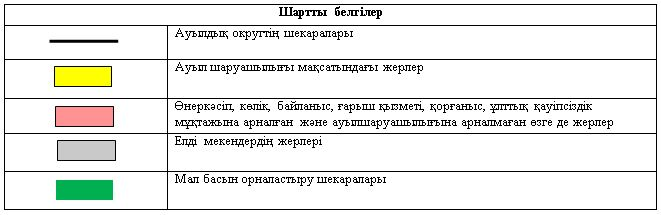 Шартты белгілер
Ауылдық округтің шекаралары
Ауыл шаруашылығы мақсатындағы жерлер
Өнеркәсіп, көлік, байланыс, ғарыш қызметі, қорғаныс, ұлттық қауіпсіздік
мұқтажына арналған және ауылшаруашылығына арналмаған өзге де жерлер
Елді мекендердің жерлері
Мал басын орналастыру шекаралары